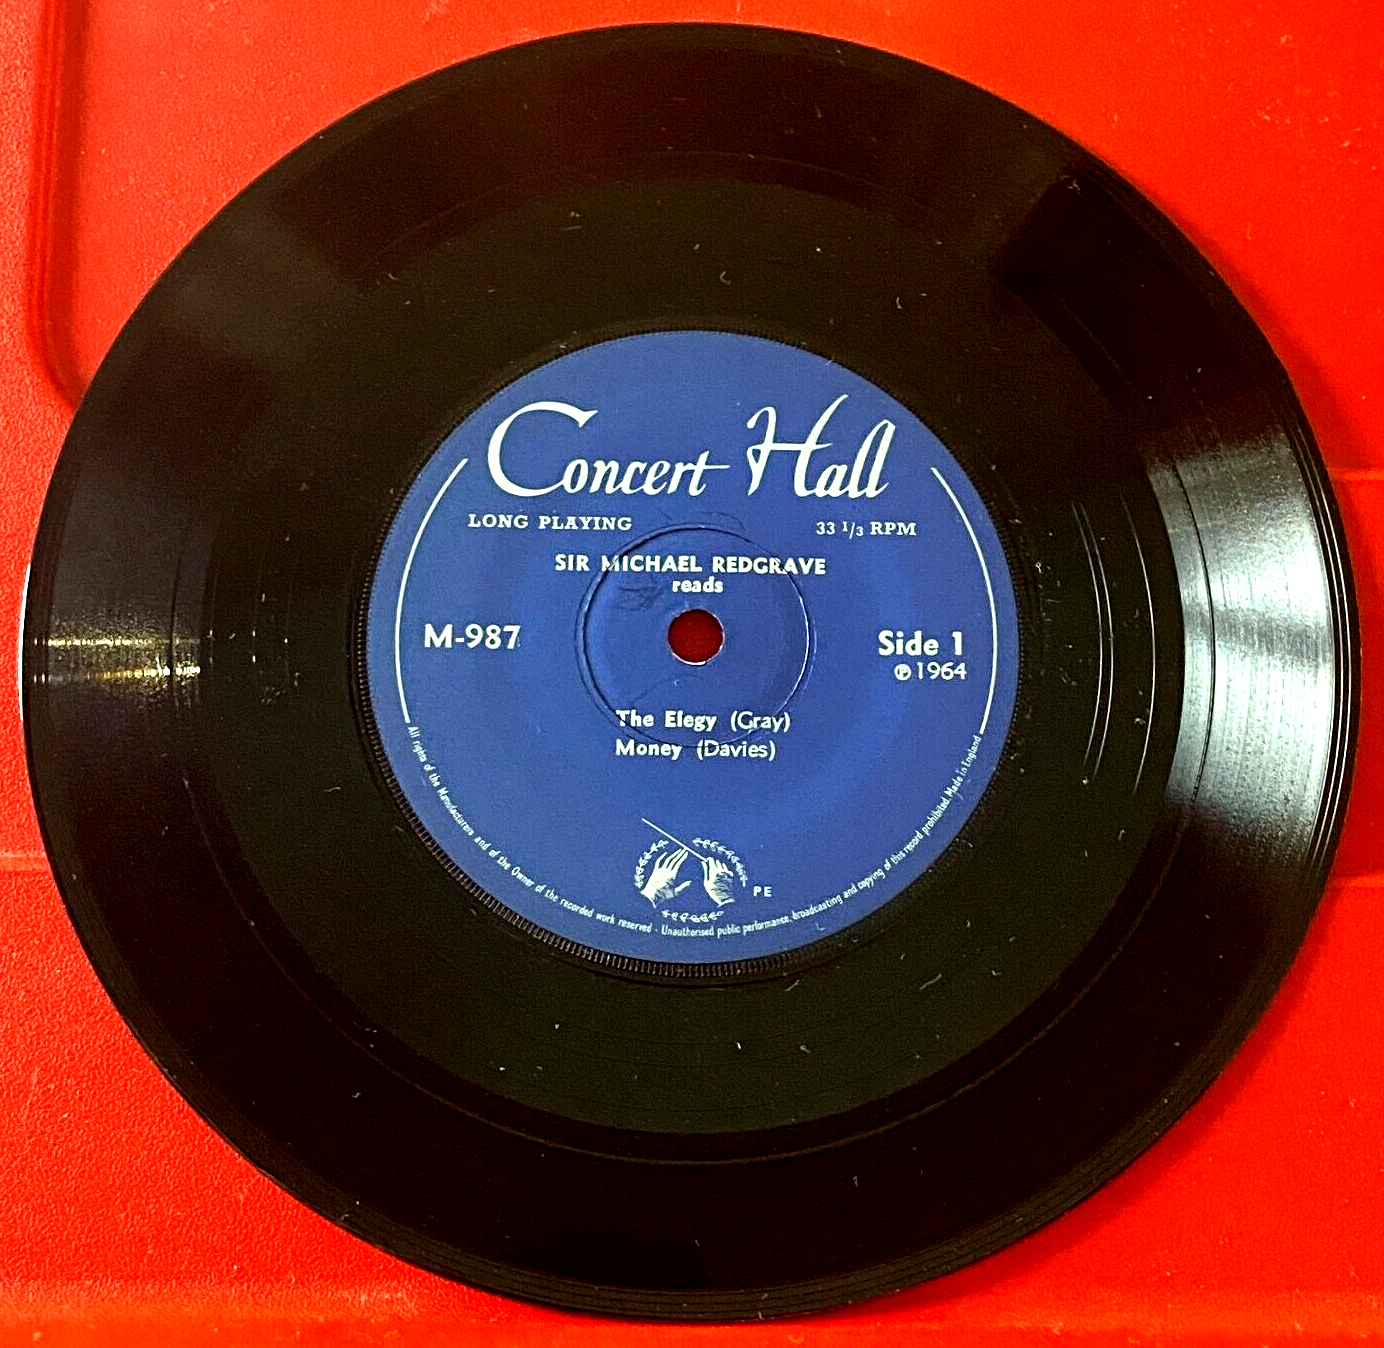 Concert Hall
LONG PLAYING 33 1/3 RPM
SIR MICHAEL REDGRAVE
reads
M-987 Side 1
℗ 1964
The Elegy (Gray)
Money (Davies)
PE
All rights of the Manufacturers and of the Owner of the recorded work reserved - Unauthorised public performance, broadcasting and copying of this record prohibited. Made in England